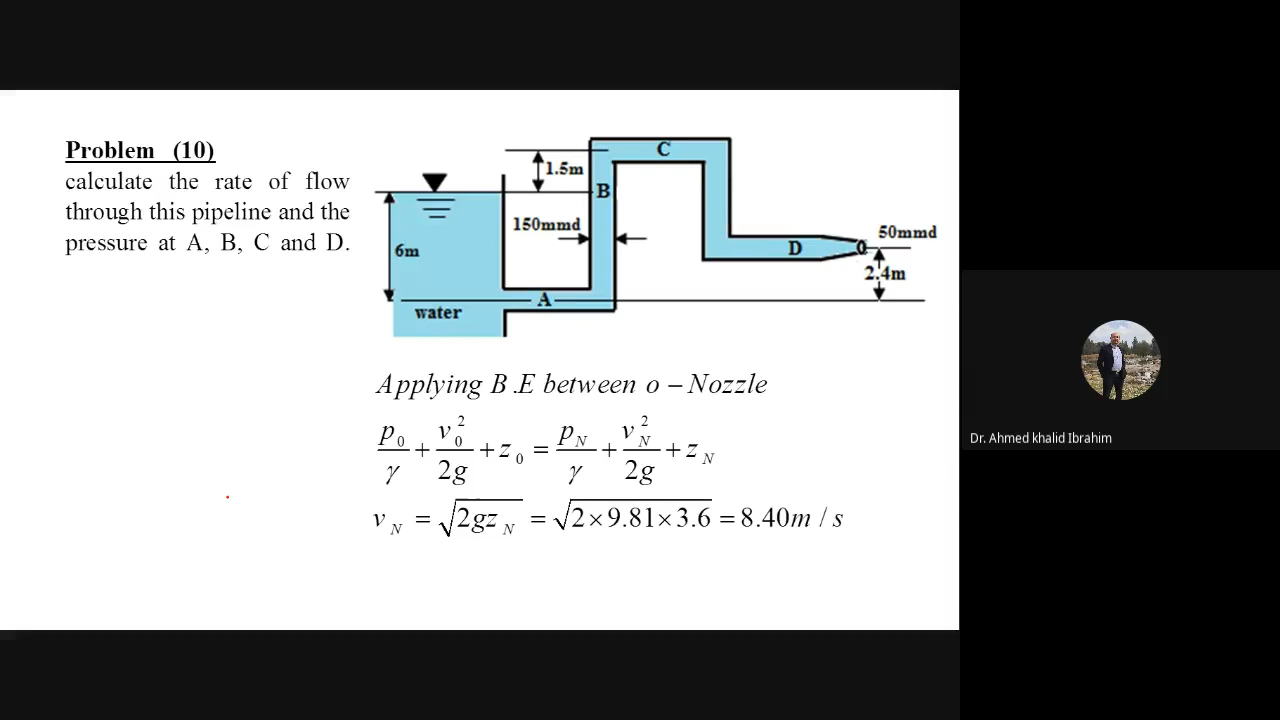 Problem (10)
calculate the rate of flow
through this pipeline and the
pressure at A, B, C and D.
C
1.5m
B
150mmd
50mmd
6m
D
2.4m
A
water
Applying B.E between o – Nozzle
p₀/γ + v₀²/2g + z₀ = p_N/γ + v_N²/2g + z_N
v_N = √2gz_N = √2×9.81×3.6 = 8.40m / s
Dr. Ahmed khalid Ibrahim